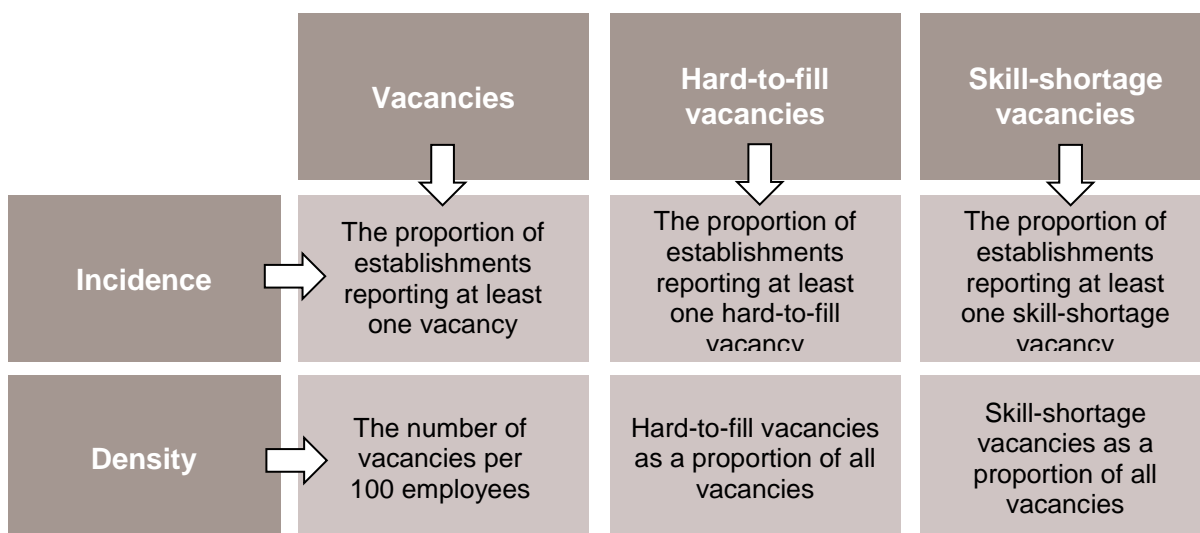 Vacancies
Hard-to-fill
vacancies
Skill-shortage
vacancies
Incidence
The proportion of
establishments
reporting at least
one vacancy
The proportion of
establishments
reporting at least
one hard-to-fill
vacancy
The proportion of
establishments
reporting at least
one skill-shortage
vacancy
Density
The number of
vacancies per
100 employees
Hard-to-fill vacancies
as a proportion of all
vacancies
Skill-shortage
vacancies as a
proportion of all
vacancies